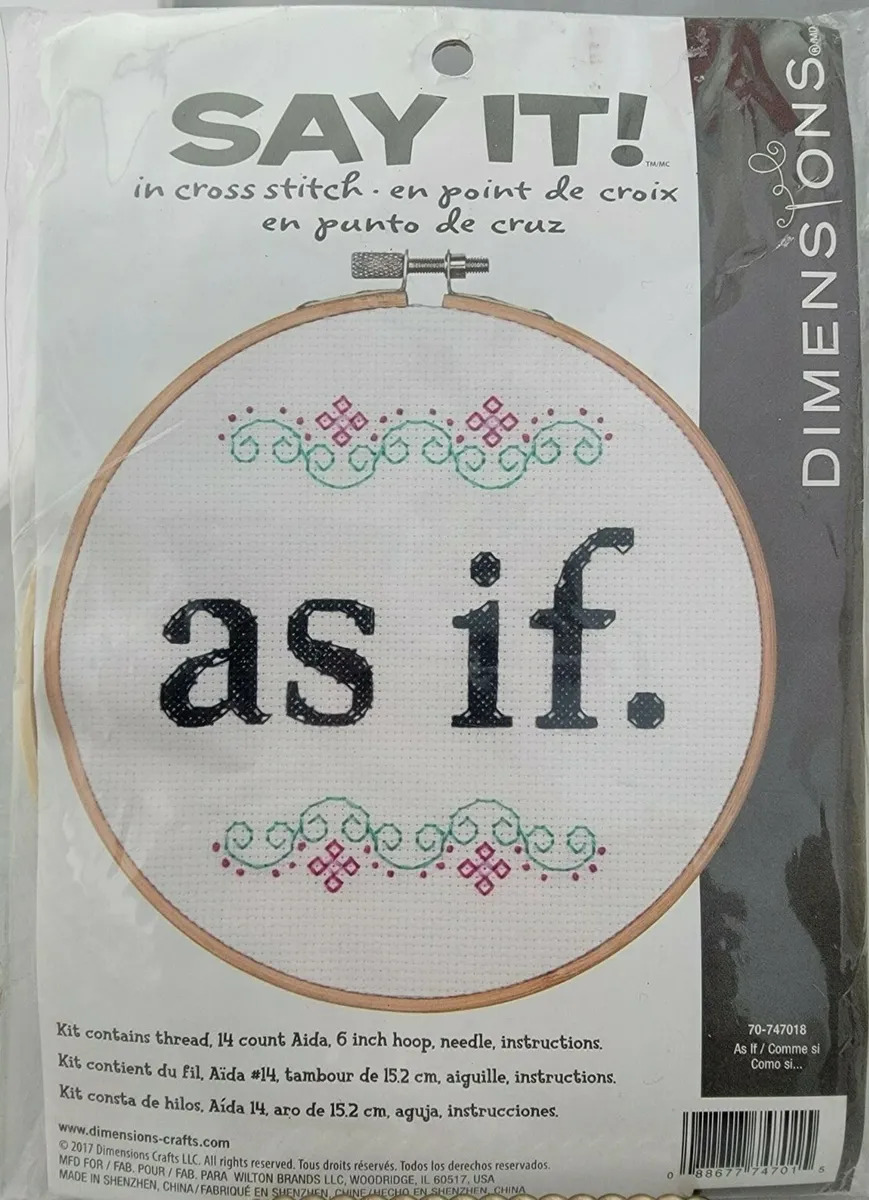 SAY IT!
TM/MC
in cross stitch · en point de croix
en punto de cruz
DIMENSIONS®/MD
as if.
Kit contains thread, 14 count Aida, 6 inch hoop, needle, instructions.
Kit contient du fil, Aïda #14, tambour de 15.2 cm, aiguille, instructions.
Kit consta de hilos, Aída 14, aro de 15.2 cm, aguja, instrucciones.
www.dimensions-crafts.com
© 2017 Dimensions Crafts LLC. All rights reserved. Tous droits réservés. Todos los derechos reservados.
MFD FOR / FAB. POUR / FAB. PARA WILTON BRANDS LLC, WOODRIDGE, IL 60517, USA
MADE IN SHENZHEN, CHINA/FABRIQUÉ EN SHENZHEN, CHINE/HECHO EN SHENZHEN, CHINA
70-747018
As If / Comme si
Como si...
0 88677 74701 5